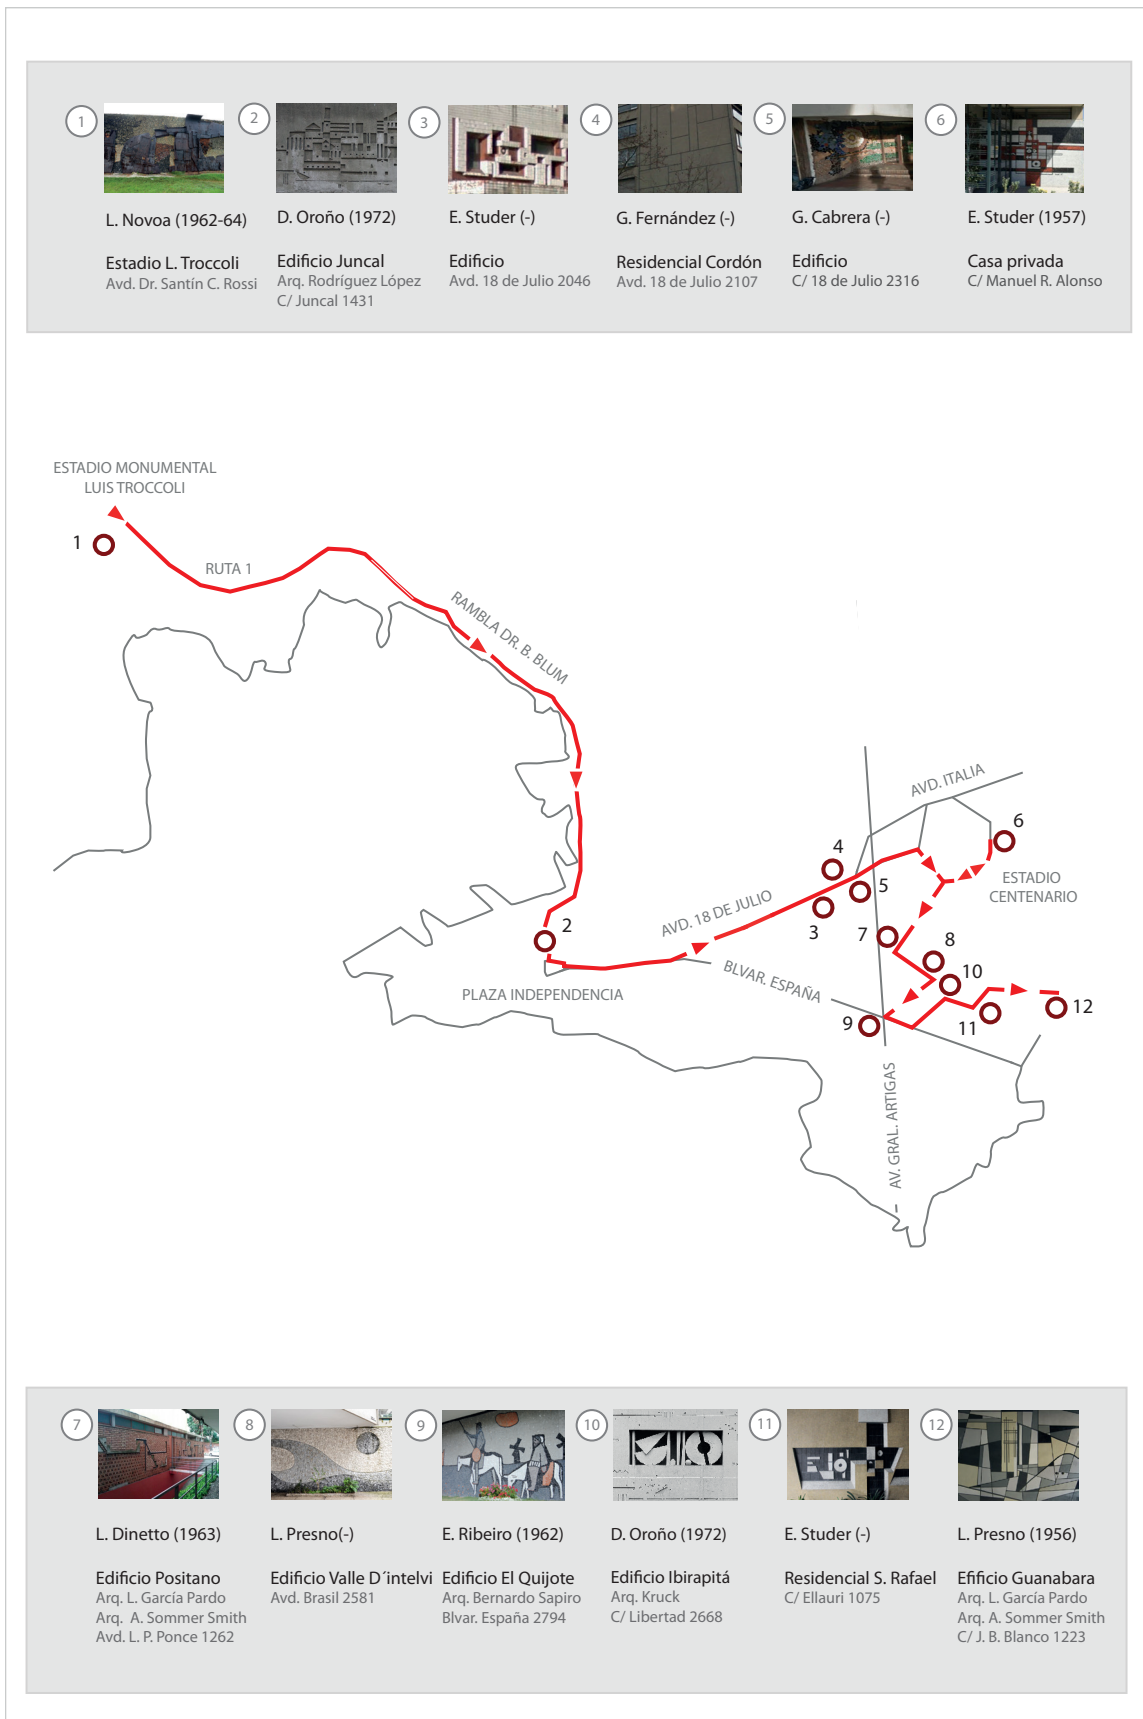 1
L. Novoa (1962-64)
Estadio L. Troccoli
Avd. Dr. Santín C. Rossi
2
D. Oroño (1972)
Edificio Juncal
Arq. Rodríguez López
C/ Juncal 1431
3
E. Studer (-)
Edificio
Avd. 18 de Julio 2046
4
G. Fernández (-)
Residencial Cordón
Avd. 18 de Julio 2107
5
G. Cabrera (-)
Edificio
C/ 18 de Julio 2316
6
E. Studer (1957)
Casa privada
C/ Manuel R. Alonso
ESTADIO MONUMENTAL
LUIS TROCCOLI
1
RUTA 1
RAMBLA DR. B. BLUM
AVD. ITALIA
6
4
ESTADIO
CENTENARIO
5
AVD. 18 DE JULIO
3
2
7
8
BLVAR. ESPAÑA
10
PLAZA INDEPENDENCIA
9
11
12
AV. GRAL. ARTIGAS
7
L. Dinetto (1963)
Edificio Positano
Arq. L. García Pardo
Arq. A. Sommer Smith
Avd. L. P. Ponce 1262
8
L. Presno(-)
Edificio Valle D´intelvi
Avd. Brasil 2581
9
E. Ribeiro (1962)
Edificio El Quijote
Arq. Bernardo Sapiro
Blvar. España 2794
10
D. Oroño (1972)
Edificio Ibirapitá
Arq. Kruck
C/ Libertad 2668
11
E. Studer (-)
Residencial S. Rafael
C/ Ellauri 1075
12
L. Presno (1956)
Efificio Guanabara
Arq. L. García Pardo
Arq. A. Sommer Smith
C/ J. B. Blanco 1223